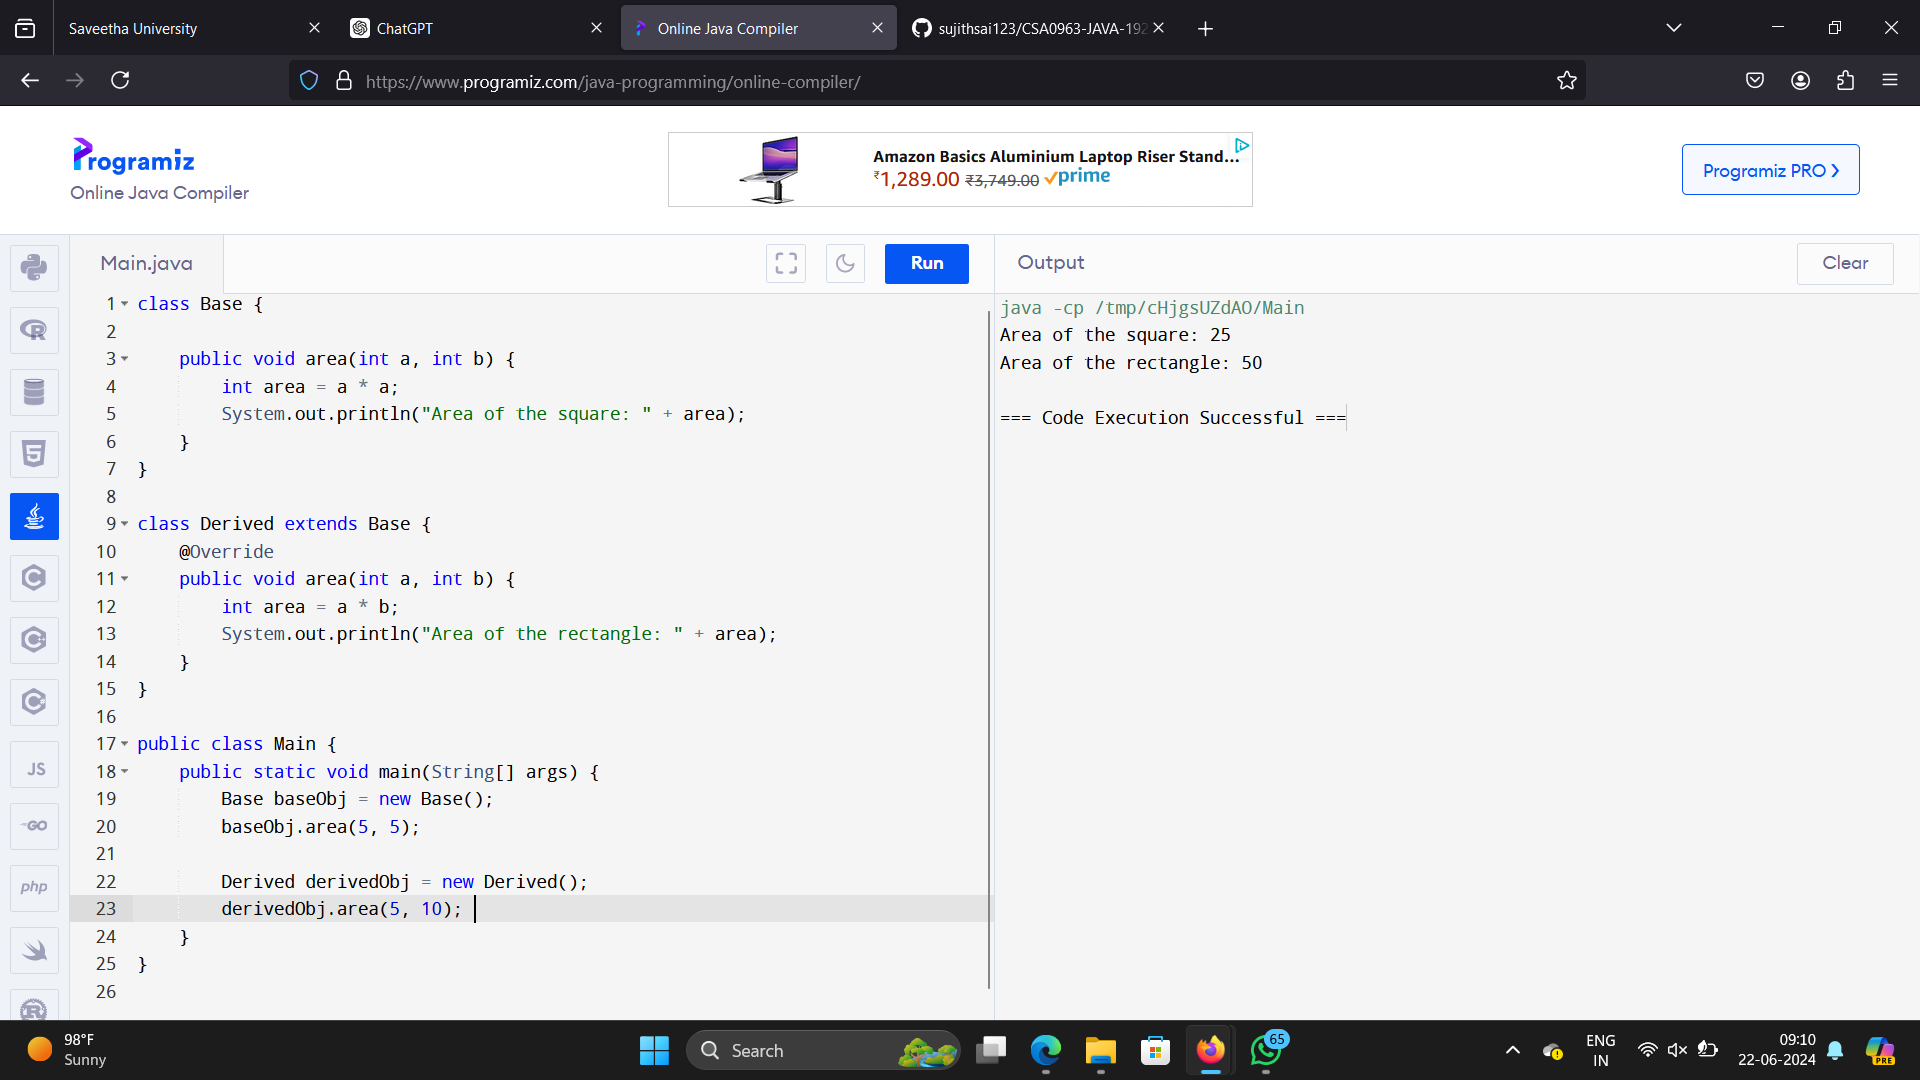 Saveetha University
ChatGPT
Online Java Compiler
sujithsai123/CSA0963-JAVA-192
https://www.programiz.com/java-programming/online-compiler/
Programiz
Online Java Compiler
Amazon Basics Aluminium Laptop Riser Stand...
₹1,289.00 ₹3,749.00 prime
Programiz PRO ❯
Main.java
Run
Output
Clear
1 class Base {
2
3 public void area(int a, int b) {
4 int area = a * a;
5 System.out.println("Area of the square: " + area);
6 }
7 }
8
9 class Derived extends Base {
10 @Override
11 public void area(int a, int b) {
12 int area = a * b;
13 System.out.println("Area of the rectangle: " + area);
14 }
15 }
16
17 public class Main {
18 public static void main(String[] args) {
19 Base baseObj = new Base();
20 baseObj.area(5, 5);
21
22 Derived derivedObj = new Derived();
23 derivedObj.area(5, 10);
24 }
25 }
26
java -cp /tmp/cHjgsUZdAO/Main
Area of the square: 25
Area of the rectangle: 50
=== Code Execution Successful ===
JS
GO
php
98°F
Sunny
Search
65
ENG
IN
09:10
22-06-2024
PRE